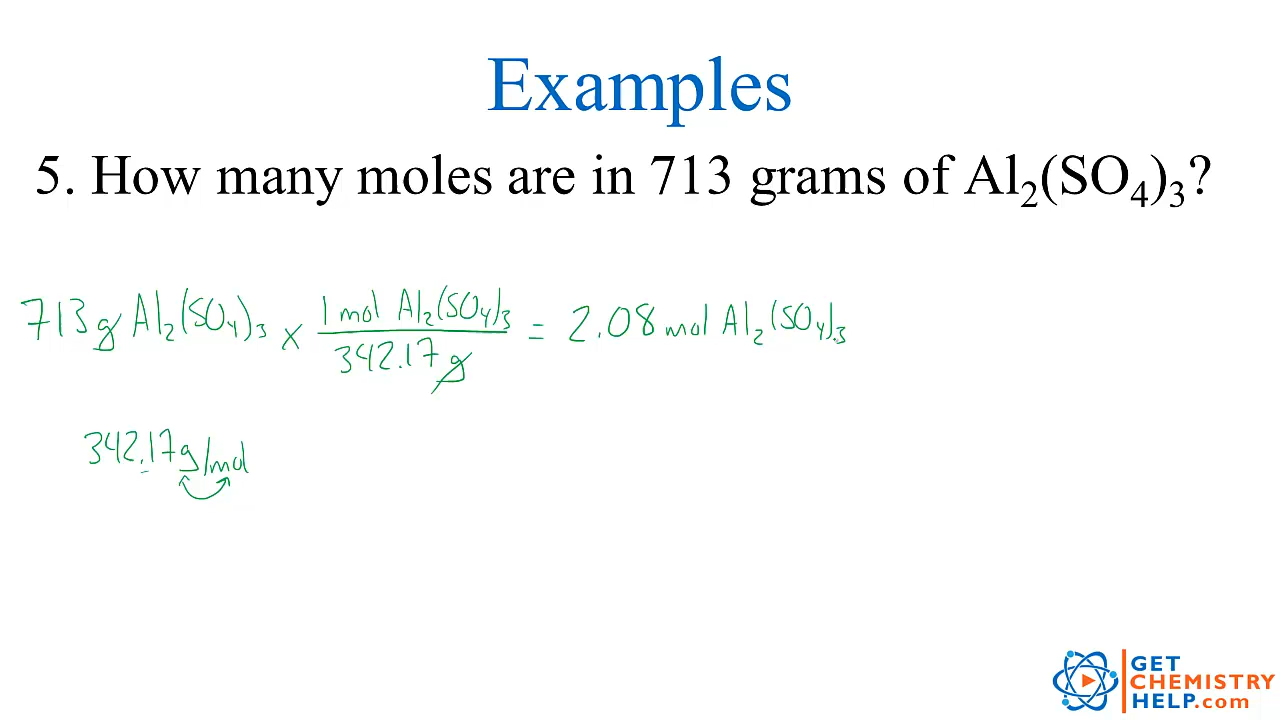 Examples
5. How many moles are in 713 grams of Al₂(SO₄)₃?
713 g Al₂(SO₄)₃ × 1 mol Al₂(SO₄)₃ / 342.17 g = 2.08 mol Al₂(SO₄)₃
342.17 g/mol
GET
CHEMISTRY
HELP.com